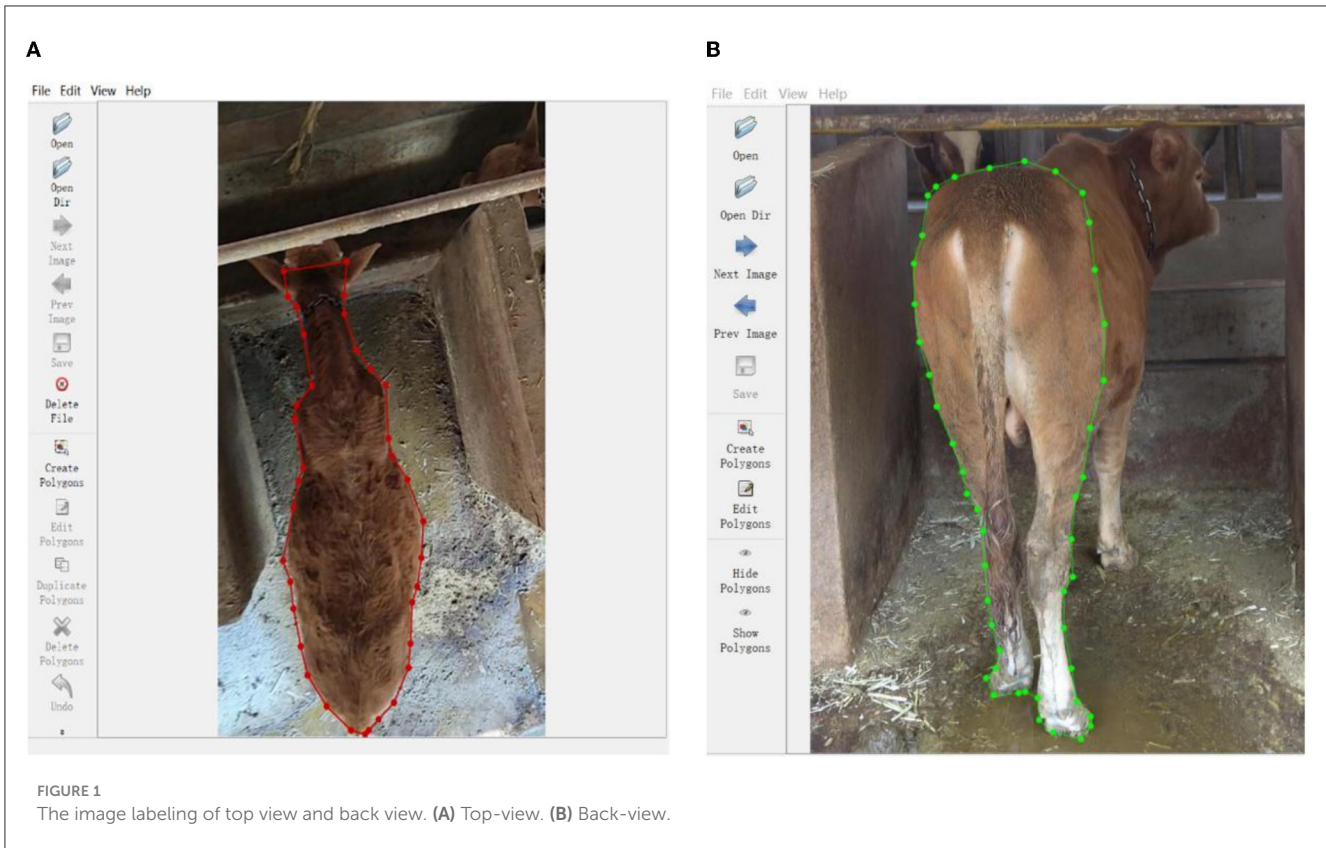 A
File Edit View Help
Open
Open
Dir
Next
Image
Prev
Image
Save
Delete
File
Create
Polygons
Edit
Polygons
Duplicate
Polygons
Delete
Polygons
Undo
B
File Edit View Help
Open
Open Dir
Next Image
Prev Image
Save
Create
Polygons
Edit
Polygons
Hide
Polygons
Show
Polygons
FIGURE 1
The image labeling of top view and back view. (A) Top-view. (B) Back-view.